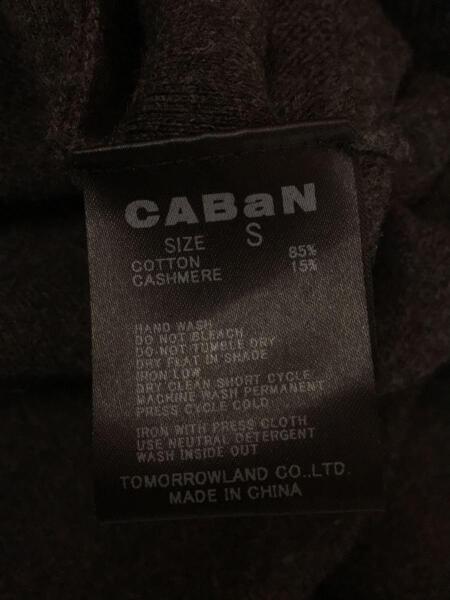 CABaN
SIZE S
COTTON 85%
CASHMERE 15%
HAND WASH
DO NOT BLEACH
DO NOT TUMBLE DRY
DRY FLAT IN SHADE
IRON LOW
DRY CLEAN SHORT CYCLE
MACHINE WASH PERMANENT
PRESS CYCLE COLD
IRON WITH PRESS CLOTH
USE NEUTRAL DETERGENT
WASH INSIDE OUT
TOMORROWLAND CO.,LTD.
MADE IN CHINA